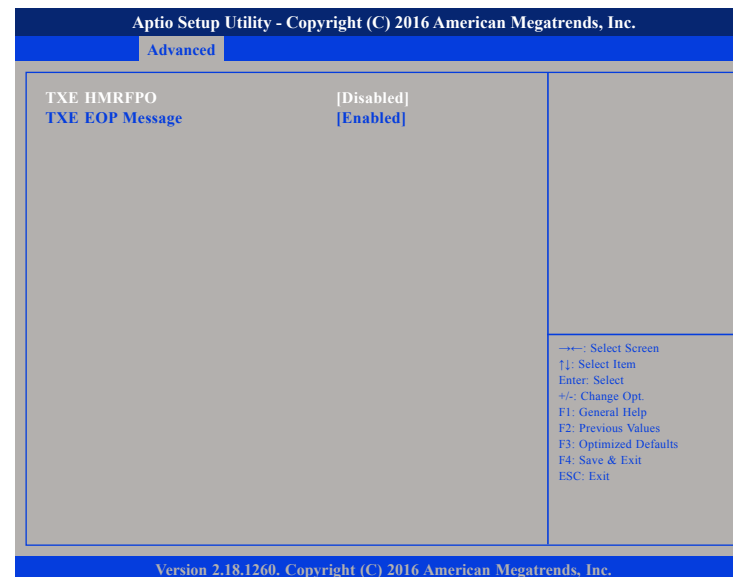 Aptio Setup Utility - Copyright (C) 2016 American Megatrends, Inc.
Advanced
TXE HMRFPO [Disabled]
TXE EOP Message [Enabled]
→←: Select Screen
↑↓: Select Item
Enter: Select
+/-: Change Opt.
F1: General Help
F2: Previous Values
F3: Optimized Defaults
F4: Save & Exit
ESC: Exit
Version 2.18.1260. Copyright (C) 2016 American Megatrends, Inc.